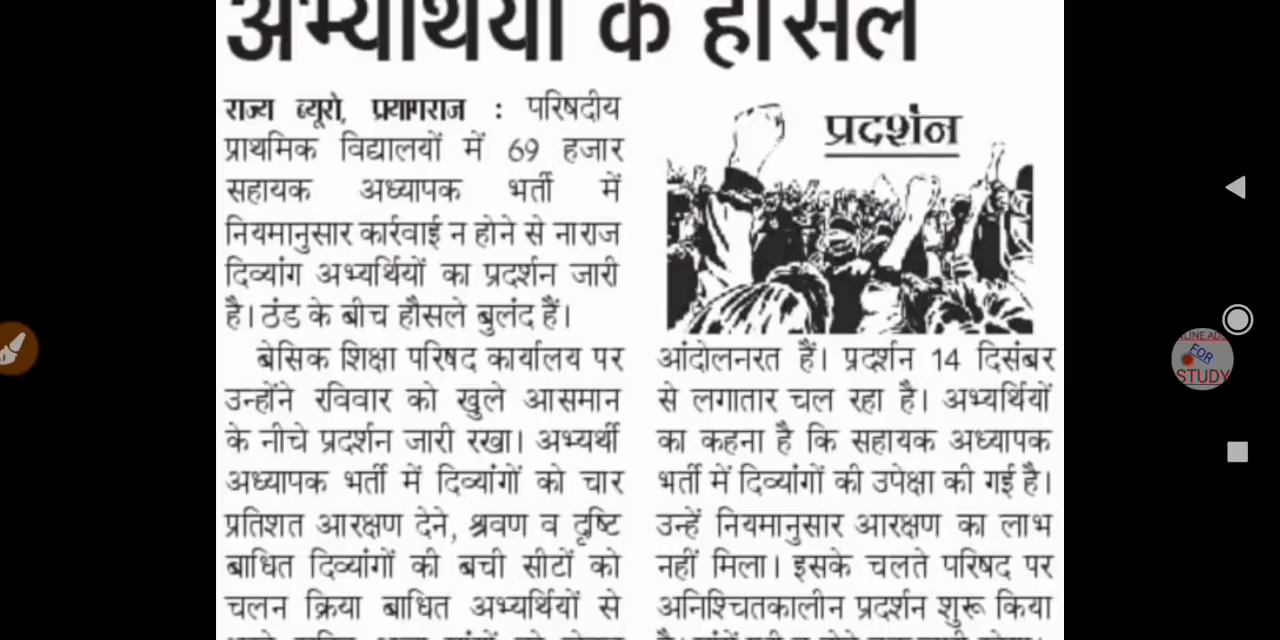 अभ्यर्थियों के हौसले
राज्य ब्यूरो, प्रयागराज : परिषदीय
प्राथमिक विद्यालयों में 69 हजार
सहायक अध्यापक भर्ती में
नियमानुसार कार्रवाई न होने से नाराज
दिव्यांग अभ्यर्थियों का प्रदर्शन जारी
है। ठंड के बीच हौसले बुलंद हैं।
बेसिक शिक्षा परिषद कार्यालय पर
उन्होंने रविवार को खुले आसमान
के नीचे प्रदर्शन जारी रखा। अभ्यर्थी
अध्यापक भर्ती में दिव्यांगों को चार
प्रतिशत आरक्षण देने, श्रवण व दृष्टि
बाधित दिव्यांगों की बची सीटों को
चलन क्रिया बाधित अभ्यर्थियों से
प्रदर्शन
आंदोलनरत हैं। प्रदर्शन 14 दिसंबर
से लगातार चल रहा है। अभ्यर्थियों
का कहना है कि सहायक अध्यापक
भर्ती में दिव्यांगों की उपेक्षा की गई है।
उन्हें नियमानुसार आरक्षण का लाभ
नहीं मिला। इसके चलते परिषद पर
अनिश्चितकालीन प्रदर्शन शुरू किया
FOR
STUDY